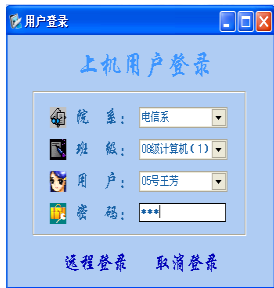 用户登录
上机用户登录
院 系： 电信系
班 级： 08级计算机（1）
用 户： 05号王芳
密 码： ***
远程登录 取消登录